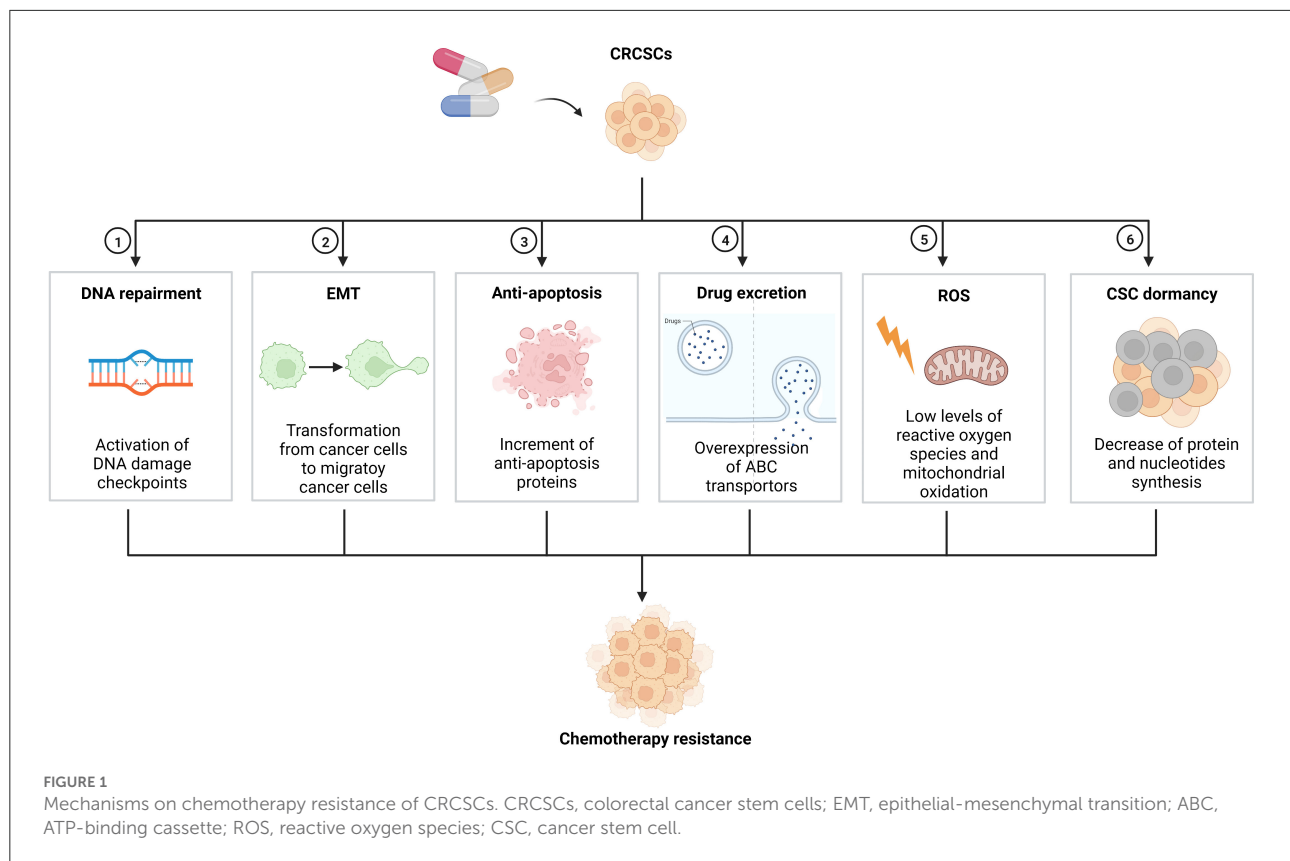 CRCSCs
1
2
3
4
5
6
DNA repairment
Activation of
DNA damage
checkpoints
EMT
Transformation
from cancer cells
to migratoy
cancer cells
Anti-apoptosis
Increment of
anti-apoptosis
proteins
Drug excretion
Drugs
Overexpression
of ABC
transportors
ROS
Low levels of
reactive oxygen
species and
mitochondrial
oxidation
CSC dormancy
Decrease of protein
and nucleotides
synthesis
Chemotherapy resistance
FIGURE 1
Mechanisms on chemotherapy resistance of CRCSCs. CRCSCs, colorectal cancer stem cells; EMT, epithelial-mesenchymal transition; ABC,
ATP-binding cassette; ROS, reactive oxygen species; CSC, cancer stem cell.